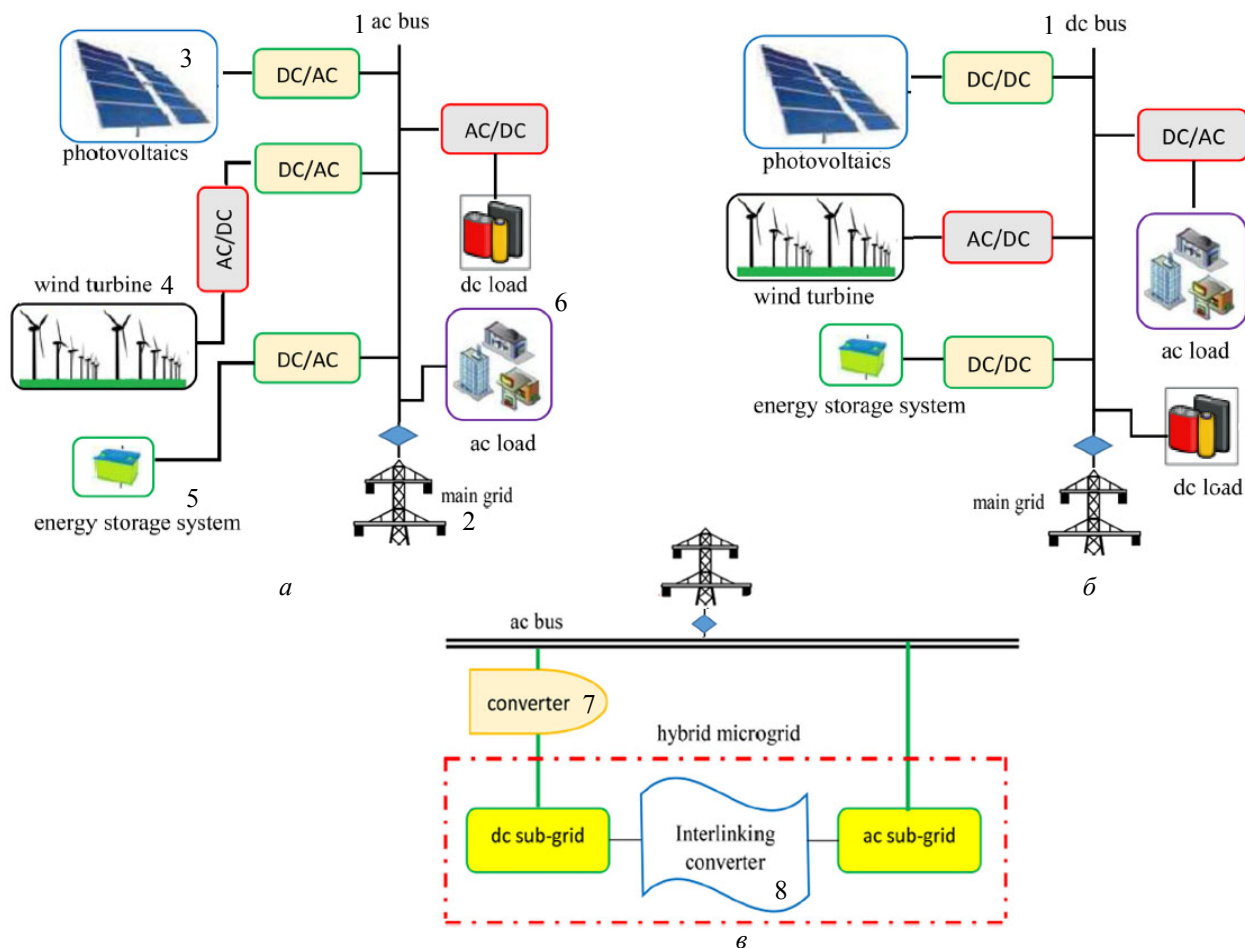 1 ac bus
3
DC/AC
photovoltaics
DC/AC
AC/DC
AC/DC
dc load
wind turbine 4
DC/AC
6
ac load
5
energy storage system
main grid
2
а
1 dc bus
DC/DC
photovoltaics
DC/AC
AC/DC
wind turbine
ac load
DC/DC
energy storage system
dc load
main grid
б
ac bus
converter 7
hybrid microgrid
dc sub-grid
Interlinking
converter
8
ac sub-grid
в